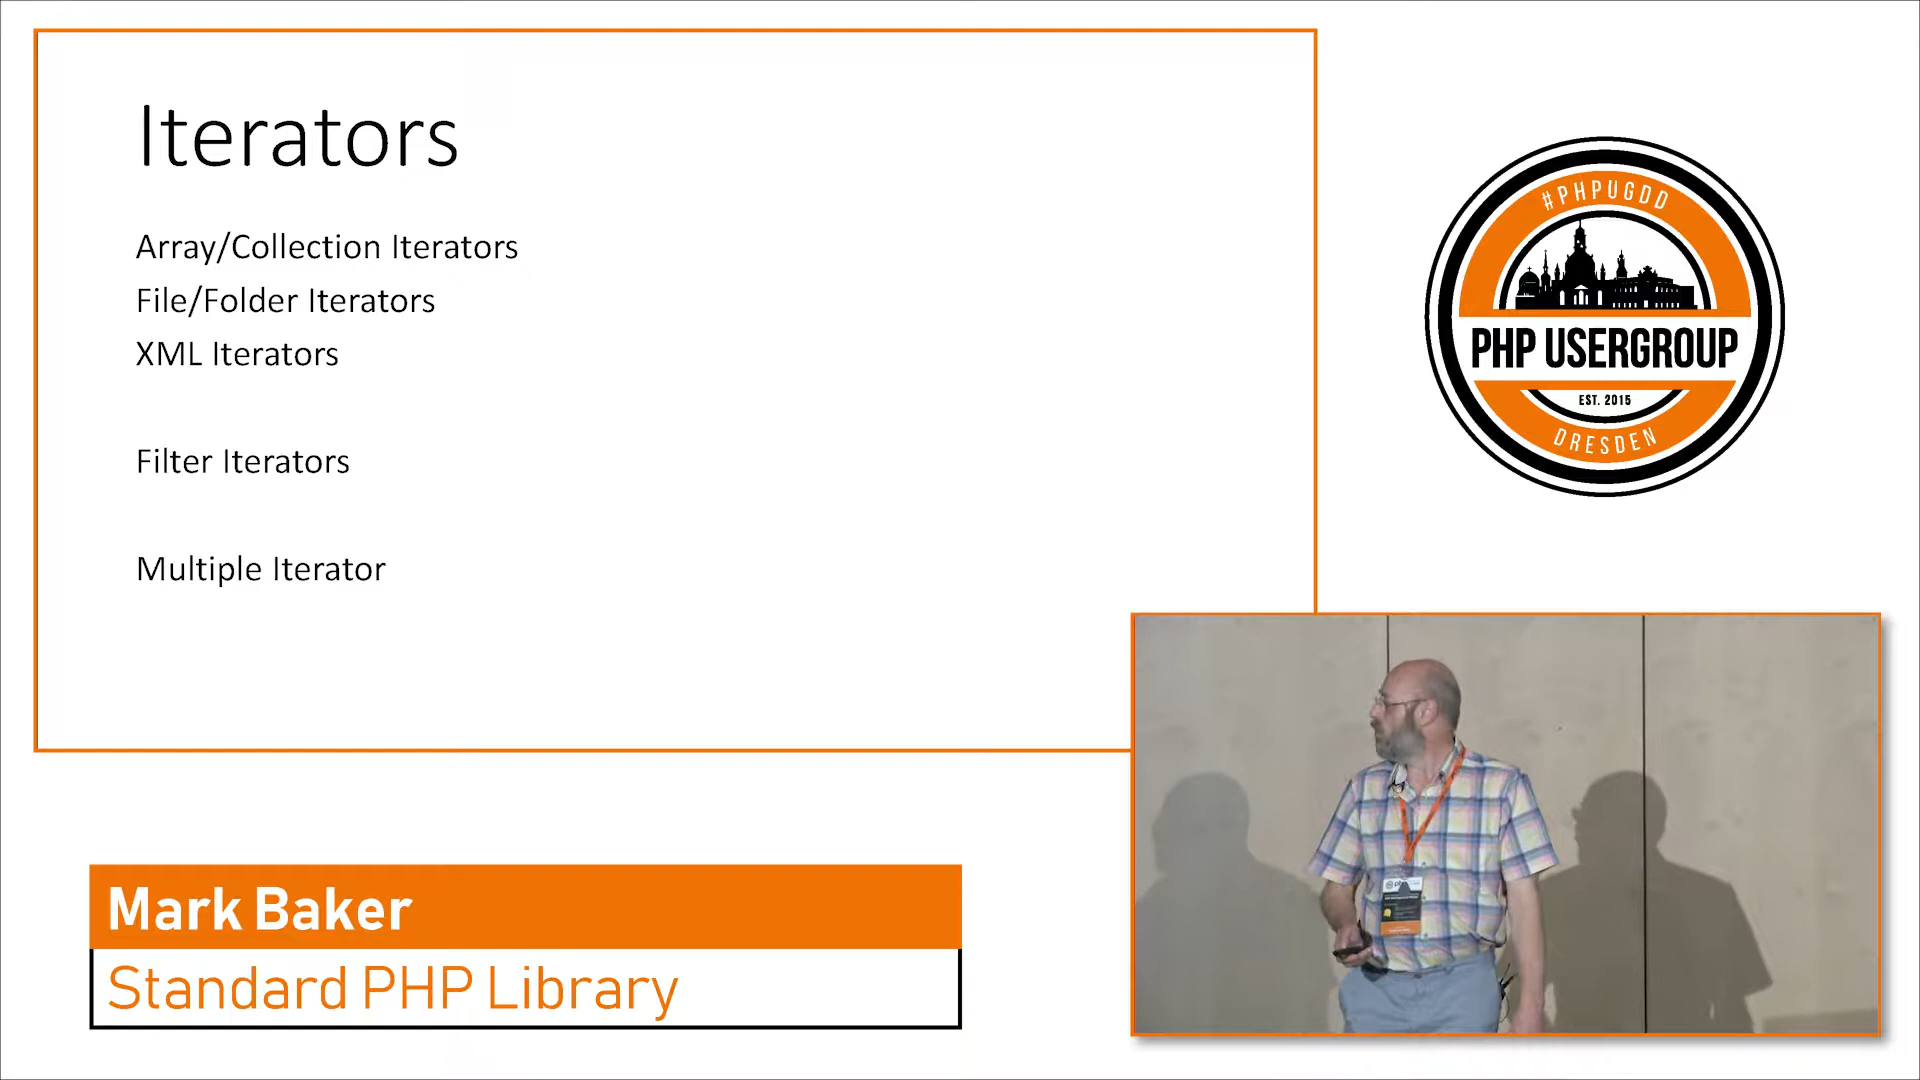 Iterators
Array/Collection Iterators
File/Folder Iterators
XML Iterators
Filter Iterators
Multiple Iterator
#PHPUGDD
PHP USERGROUP
EST. 2015
DRESDEN
Mark Baker
Standard PHP Library